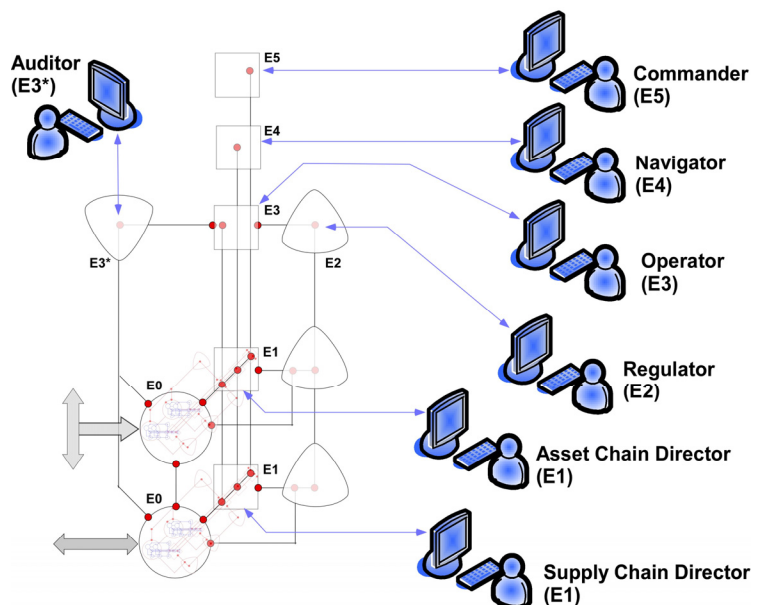 Auditor
(E3*)
E5
Commander
(E5)
E4
Navigator
(E4)
E3
E3*
E2
Operator
(E3)
E1
Regulator
(E2)
E0
Asset Chain Director
(E1)
E1
E0
Supply Chain Director
(E1)